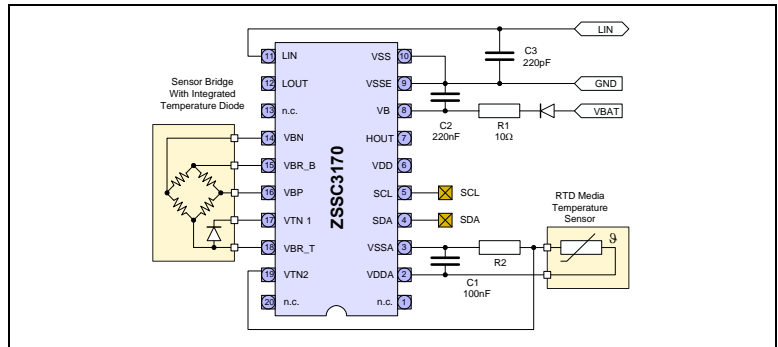 LIN
C3
220pF
GND
VBAT
R1
10Ω
C2
220nF
Sensor Bridge
With Integrated
Temperature Diode
ZSSC3170
11 LIN
12 LOUT
13 n.c.
14 VBN
15 VBR_B
16 VBP
17 VTN 1
18 VBR_T
19 VTN2
20 n.c.
VSS 10
VSSE 9
VB 8
HOUT 7
VDD 6
SCL 5
SDA 4
VSSA 3
VDDA 2
n.c. 1
SCL
SDA
RTD Media
Temperature
Sensor
ϑ
R2
C1
100nF